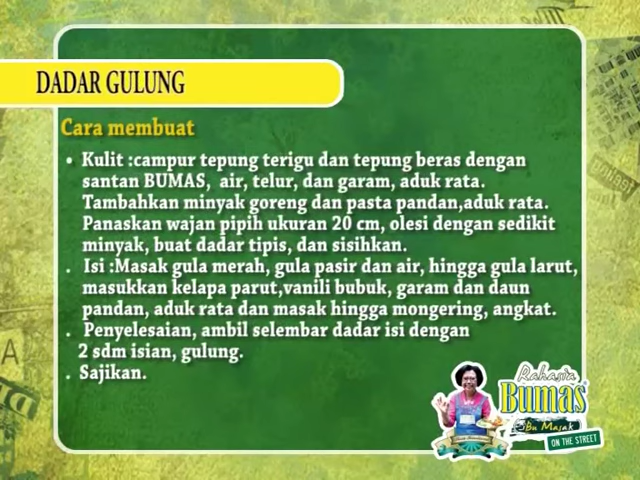 DADAR GULUNG
Cara membuat
• Kulit :campur tepung terigu dan tepung beras dengan
santan BUMAS, air, telur, dan garam, aduk rata.
Tambahkan minyak goreng dan pasta pandan,aduk rata.
Panaskan wajan pipih ukuran 20 cm, olesi dengan sedikit
minyak, buat dadar tipis, dan sisihkan.
. Isi :Masak gula merah, gula pasir dan air, hingga gula larut,
masukkan kelapa parut,vanili bubuk, garam dan daun
pandan, aduk rata dan masak hingga mongering, angkat.
. Penyelesaian, ambil selembar dadar isi dengan
2 sdm isian, gulung.
. Sajikan.
Rahasia
Bumas
Ibu Masak
ON THE STREET